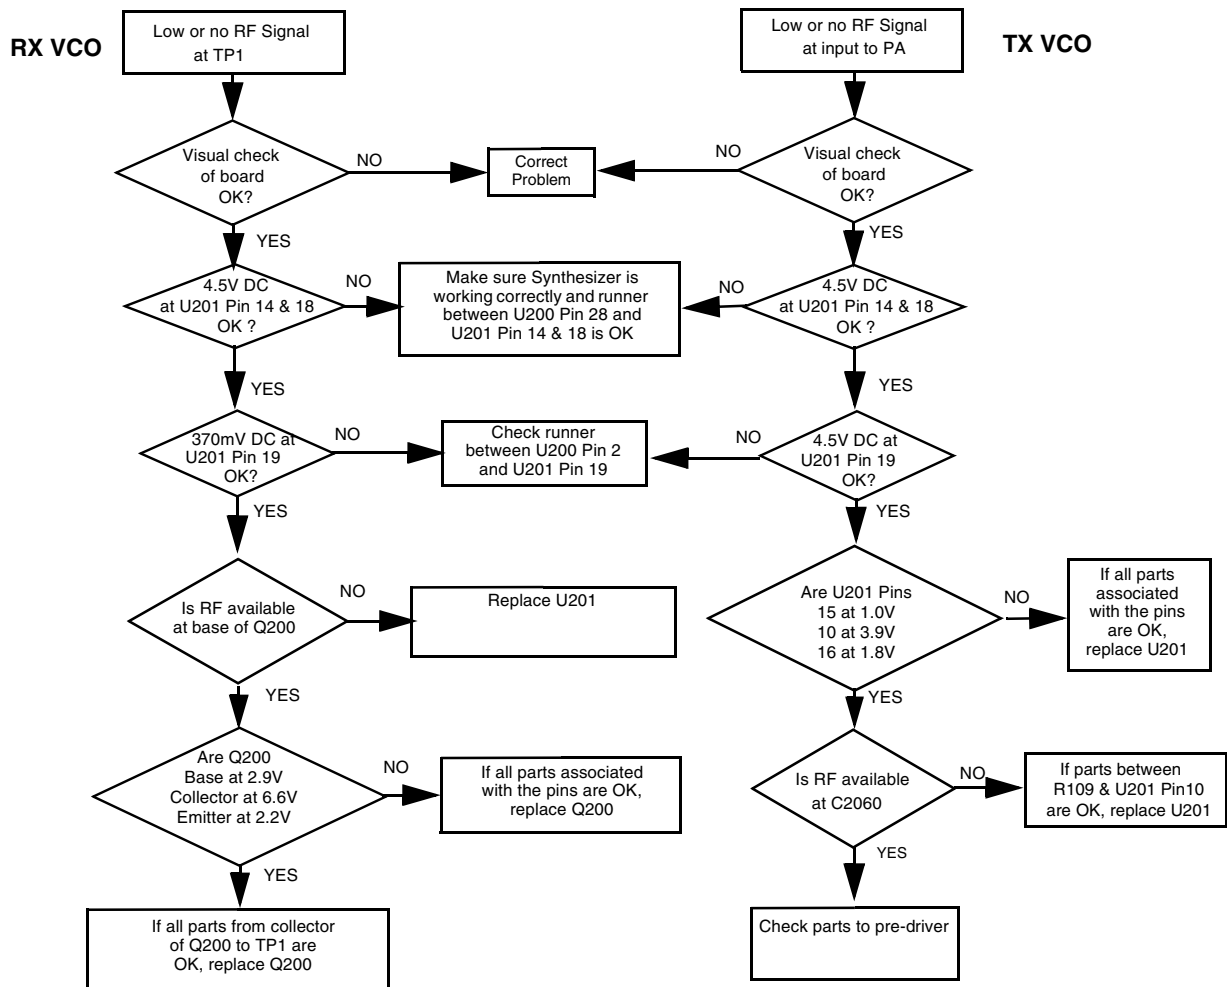 RX VCO
Low or no RF Signal
at TP1
Low or no RF Signal
at input to PA
TX VCO
Visual check
of board
OK?
NO
Correct
Problem
NO
Visual check
of board
OK?
YES
YES
4.5V DC
at U201 Pin 14 & 18
OK ?
NO
Make sure Synthesizer is
working correctly and runner
between U200 Pin 28 and
U201 Pin 14 & 18 is OK
NO
4.5V DC
at U201 Pin 14 & 18
OK ?
YES
YES
370mV DC at
U201 Pin 19
OK?
NO
Check runner
between U200 Pin 2
and U201 Pin 19
NO
4.5V DC at
U201 Pin 19
OK?
YES
YES
Is RF available
at base of Q200
NO
Replace U201
Are U201 Pins
15 at 1.0V
10 at 3.9V
16 at 1.8V
NO
If all parts
associated
with the pins
are OK,
replace U201
YES
YES
Are Q200
Base at 2.9V
Collector at 6.6V
Emitter at 2.2V
NO
If all parts associated
with the pins are OK,
replace Q200
Is RF available
at C2060
NO
If parts between
R109 & U201 Pin10
are OK, replace U201
YES
YES
If all parts from collector
of Q200 to TP1 are
OK, replace Q200
Check parts to pre-driver